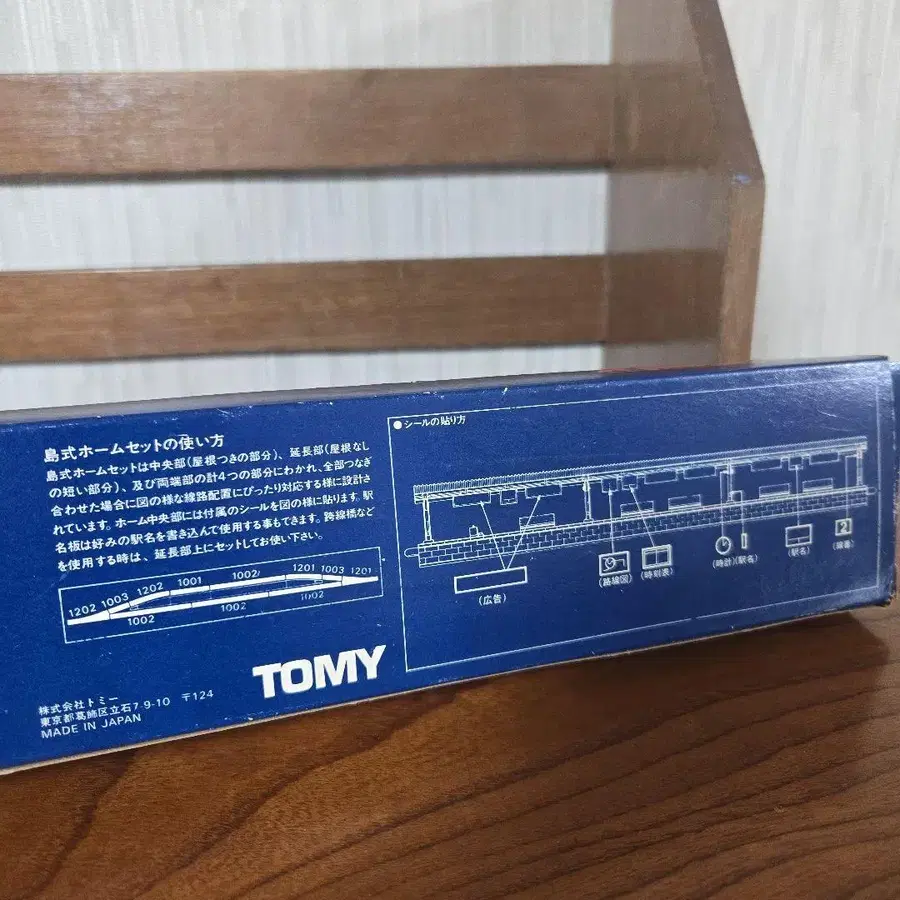 島式ホームセットの使い方
島式ホームセットは中央部(屋根つきの部分)、延長部(屋根なし
の短い部分)、及び両端部の計4つの部分にわかれ、全部つなぎ
合わせた場合に図の様な線路配置にぴったり対応する様に設計さ
れています。ホーム中央部には付属のシールを図の様に貼ります。駅
名板は好みの駅名を書き込んで使用する事もできます。跨線橋など
を使用する時は、延長部上にセットしてお使い下さい。
1202 1003 1202 1001 1002 1201 1003 1201
1002 1002 1002
TOMY
株式会社トミー
東京都葛飾区立石7-9-10 〒124
MADE IN JAPAN
●シールの貼り方
(広告)
(路線図)
(時刻表)
(時計)(駅名)
(駅名)
2
(線番)